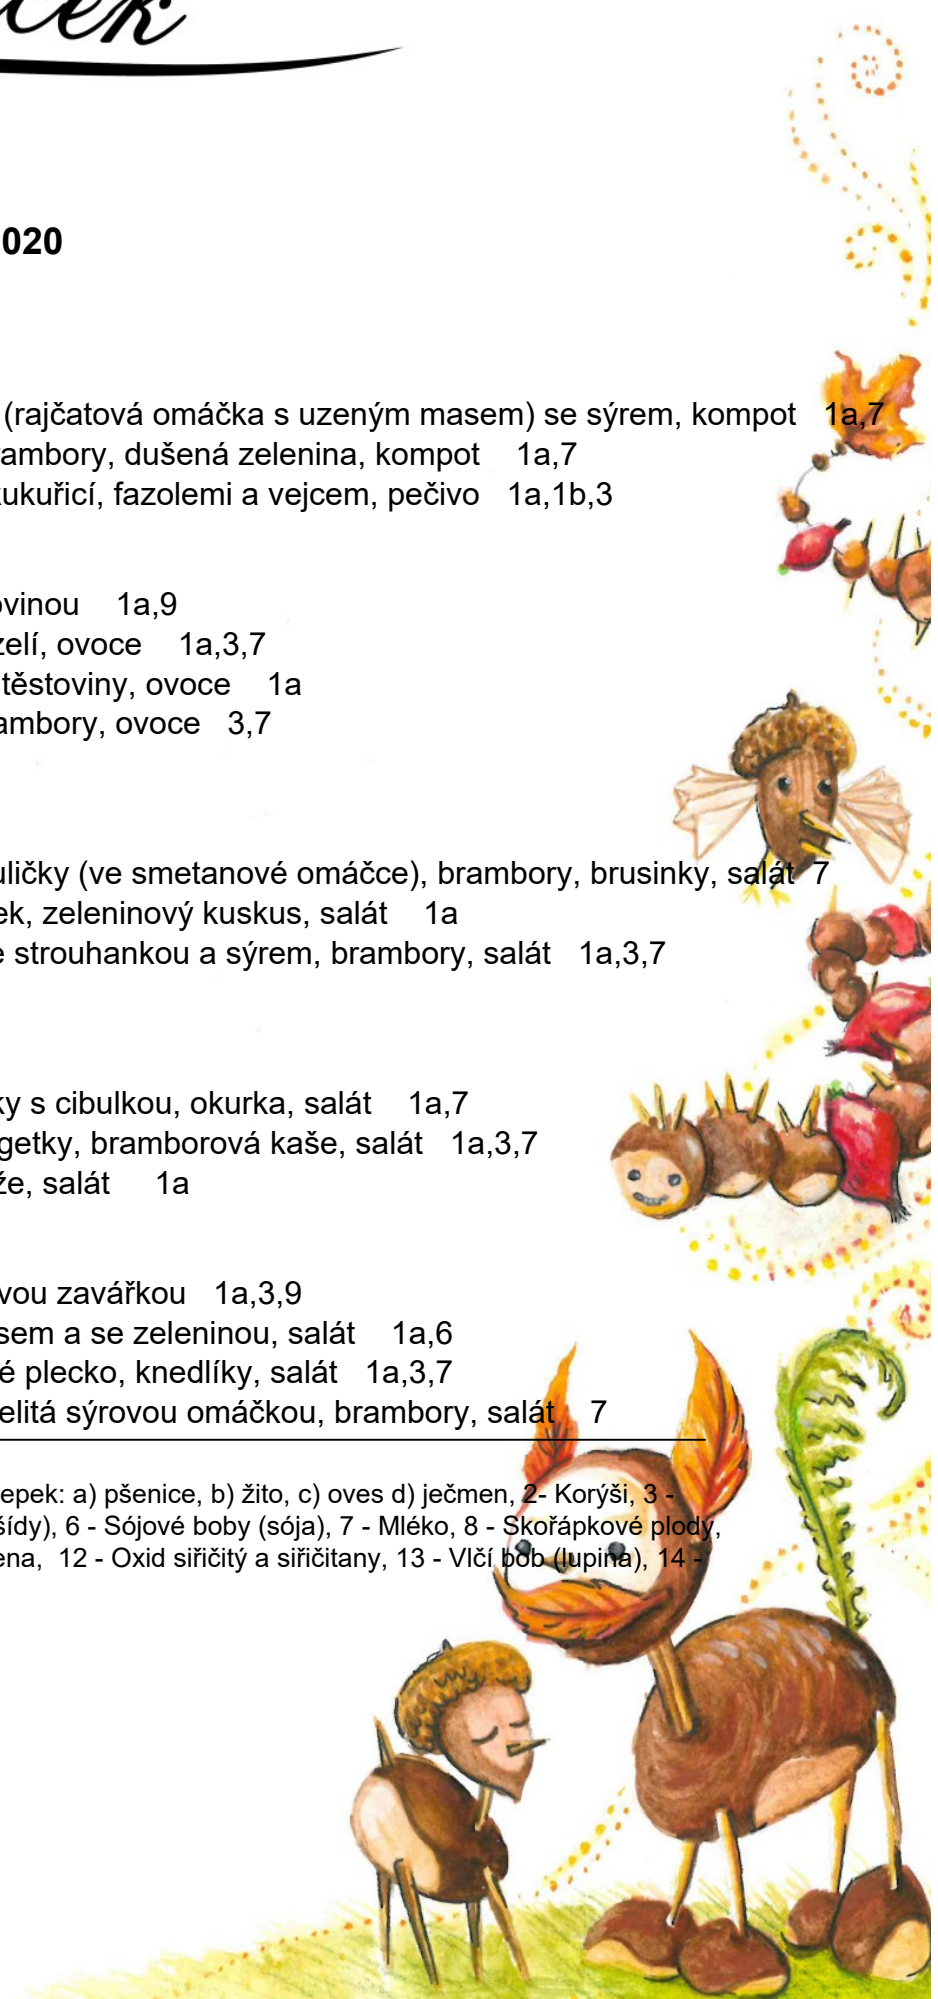 ček
020
(rajčatová omáčka s uzeným masem) se sýrem, kompot 1a,7
ambory, dušená zelenina, kompot 1a,7
kukuřicí, fazolemi a vejcem, pečivo 1a,1b,3
ovinou 1a,9
zelí, ovoce 1a,3,7
těstoviny, ovoce 1a
ambory, ovoce 3,7
uličky (ve smetanové omáčce), brambory, brusinky, salát 7
ek, zeleninový kuskus, salát 1a
e strouhankou a sýrem, brambory, salát 1a,3,7
ky s cibulkou, okurka, salát 1a,7
getky, bramborová kaše, salát 1a,3,7
že, salát 1a
vou zavářkou 1a,3,9
sem a se zeleninou, salát 1a,6
é plecko, knedlíky, salát 1a,3,7
elitá sýrovou omáčkou, brambory, salát 7
epek: a) pšenice, b) žito, c) oves d) ječmen, 2- Korýši, 3 -
šídy), 6 - Sójové boby (sója), 7 - Mléko, 8 - Skořápkové plody,
ena, 12 - Oxid siřičitý a siřičitany, 13 - Vlčí bob (lupina), 14 -